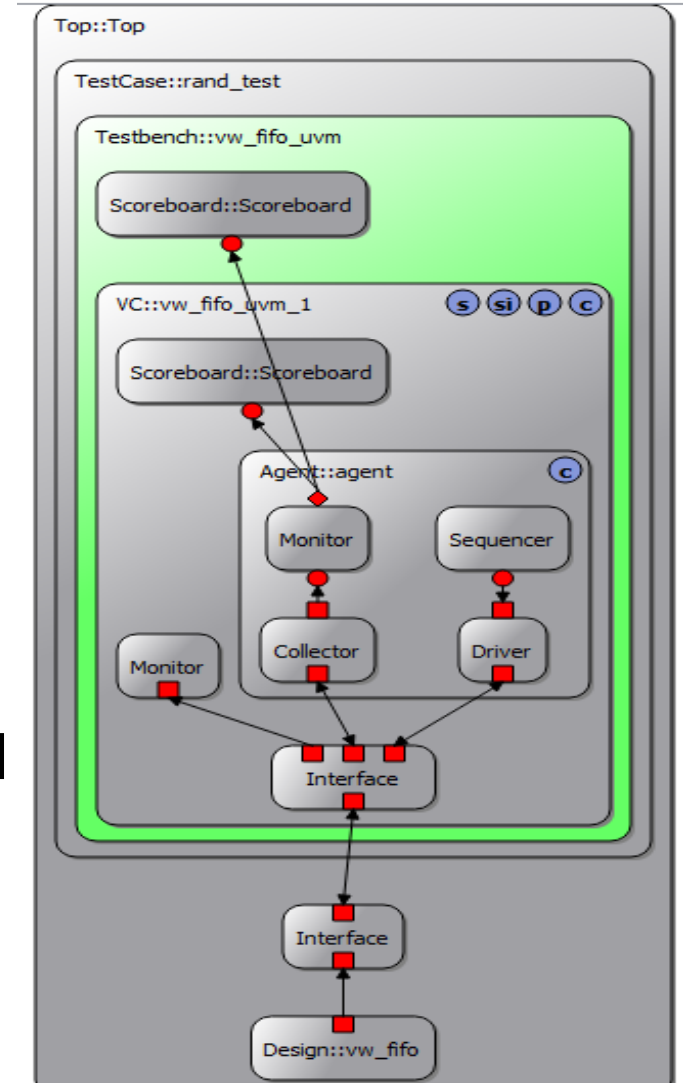 Top::Top
TestCase::rand_test
Testbench::vw_fifo_uvm
Scoreboard::Scoreboard
VC::vw_fifo_uvm_1
s si p c
Scoreboard::Scoreboard
Agent::agent
c
Monitor
Sequencer
Collector
Driver
Monitor
Interface
Interface
Design::vw_fifo